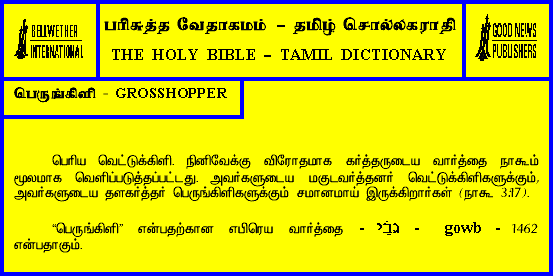 BELLWETHER
INTERNATIONAL
பரிசுத்த வேதாகமம் – தமிழ் சொல்லகராதி
THE HOLY BIBLE – TAMIL DICTIONARY
GOOD NEWS
PUBLISHERS
பெருங்கிளி - GROSSHOPPER
பெரிய வெட்டுக்கிளி. நினிவேக்கு விரோதமாக கர்த்தருடைய வார்த்தை நாகூம்
மூலமாக வெளிப்படுத்தப்பட்டது. அவர்களுடைய மகுடவர்த்தனர் வெட்டுக்கிளிகளுக்கும்,
அவர்களுடைய தளகர்த்தர் பெருங்கிளிகளுக்கும் சமானமாய் இருக்கிறார்கள் (நாகூ 3:17).
“பெருங்கிளி” என்பதற்கான எபிரெய வார்த்தை - גּוֹבַי - gowb - 1462
என்பதாகும்.